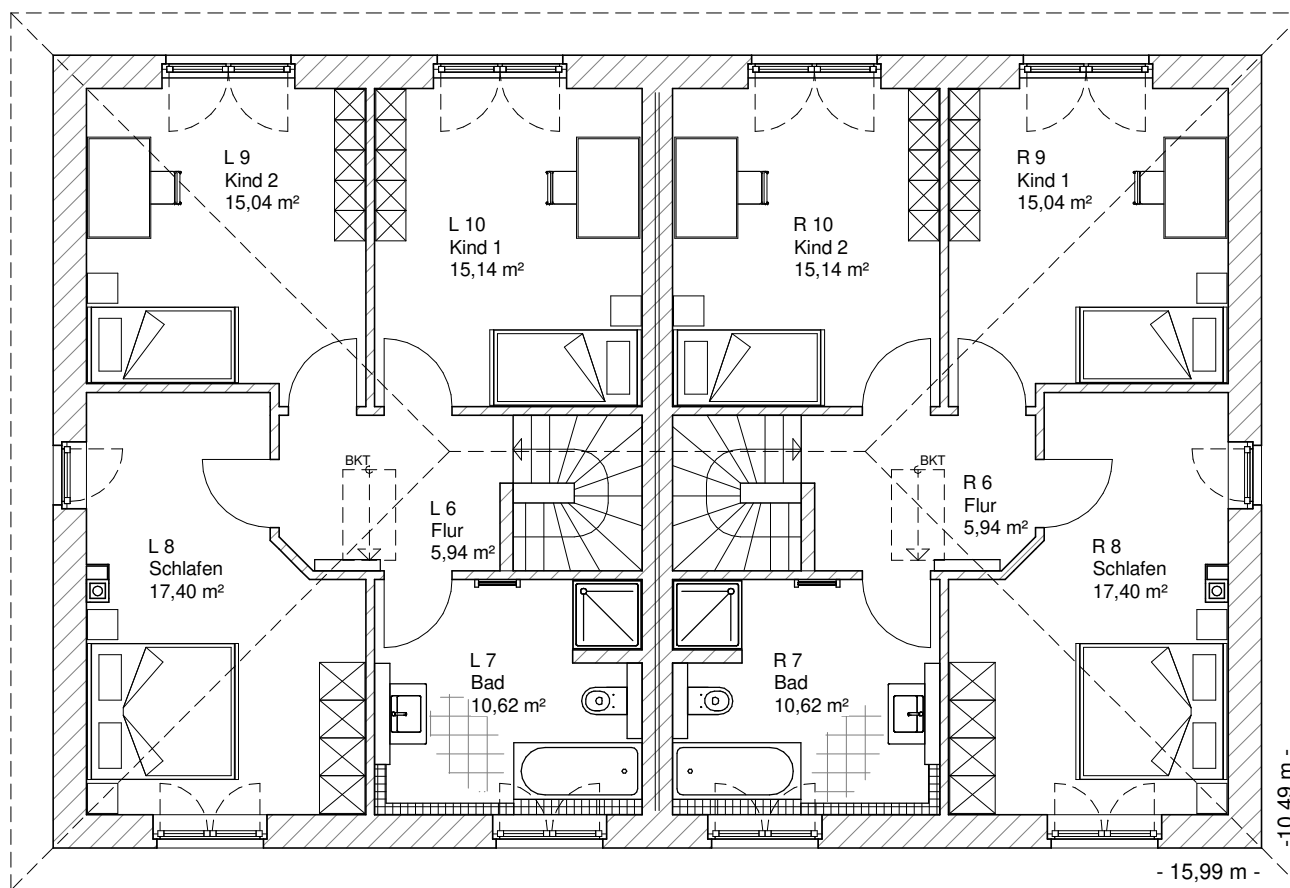 L 9
Kind 2
15,04 m²
L 10
Kind 1
15,14 m²
R 10
Kind 2
15,14 m²
R 9
Kind 1
15,04 m²
BKT
L 6
Flur
5,94 m²
BKT
R 6
Flur
5,94 m²
L 8
Schlafen
17,40 m²
R 8
Schlafen
17,40 m²
L 7
Bad
10,62 m²
R 7
Bad
10,62 m²
-10,49 m -
- 15,99 m -